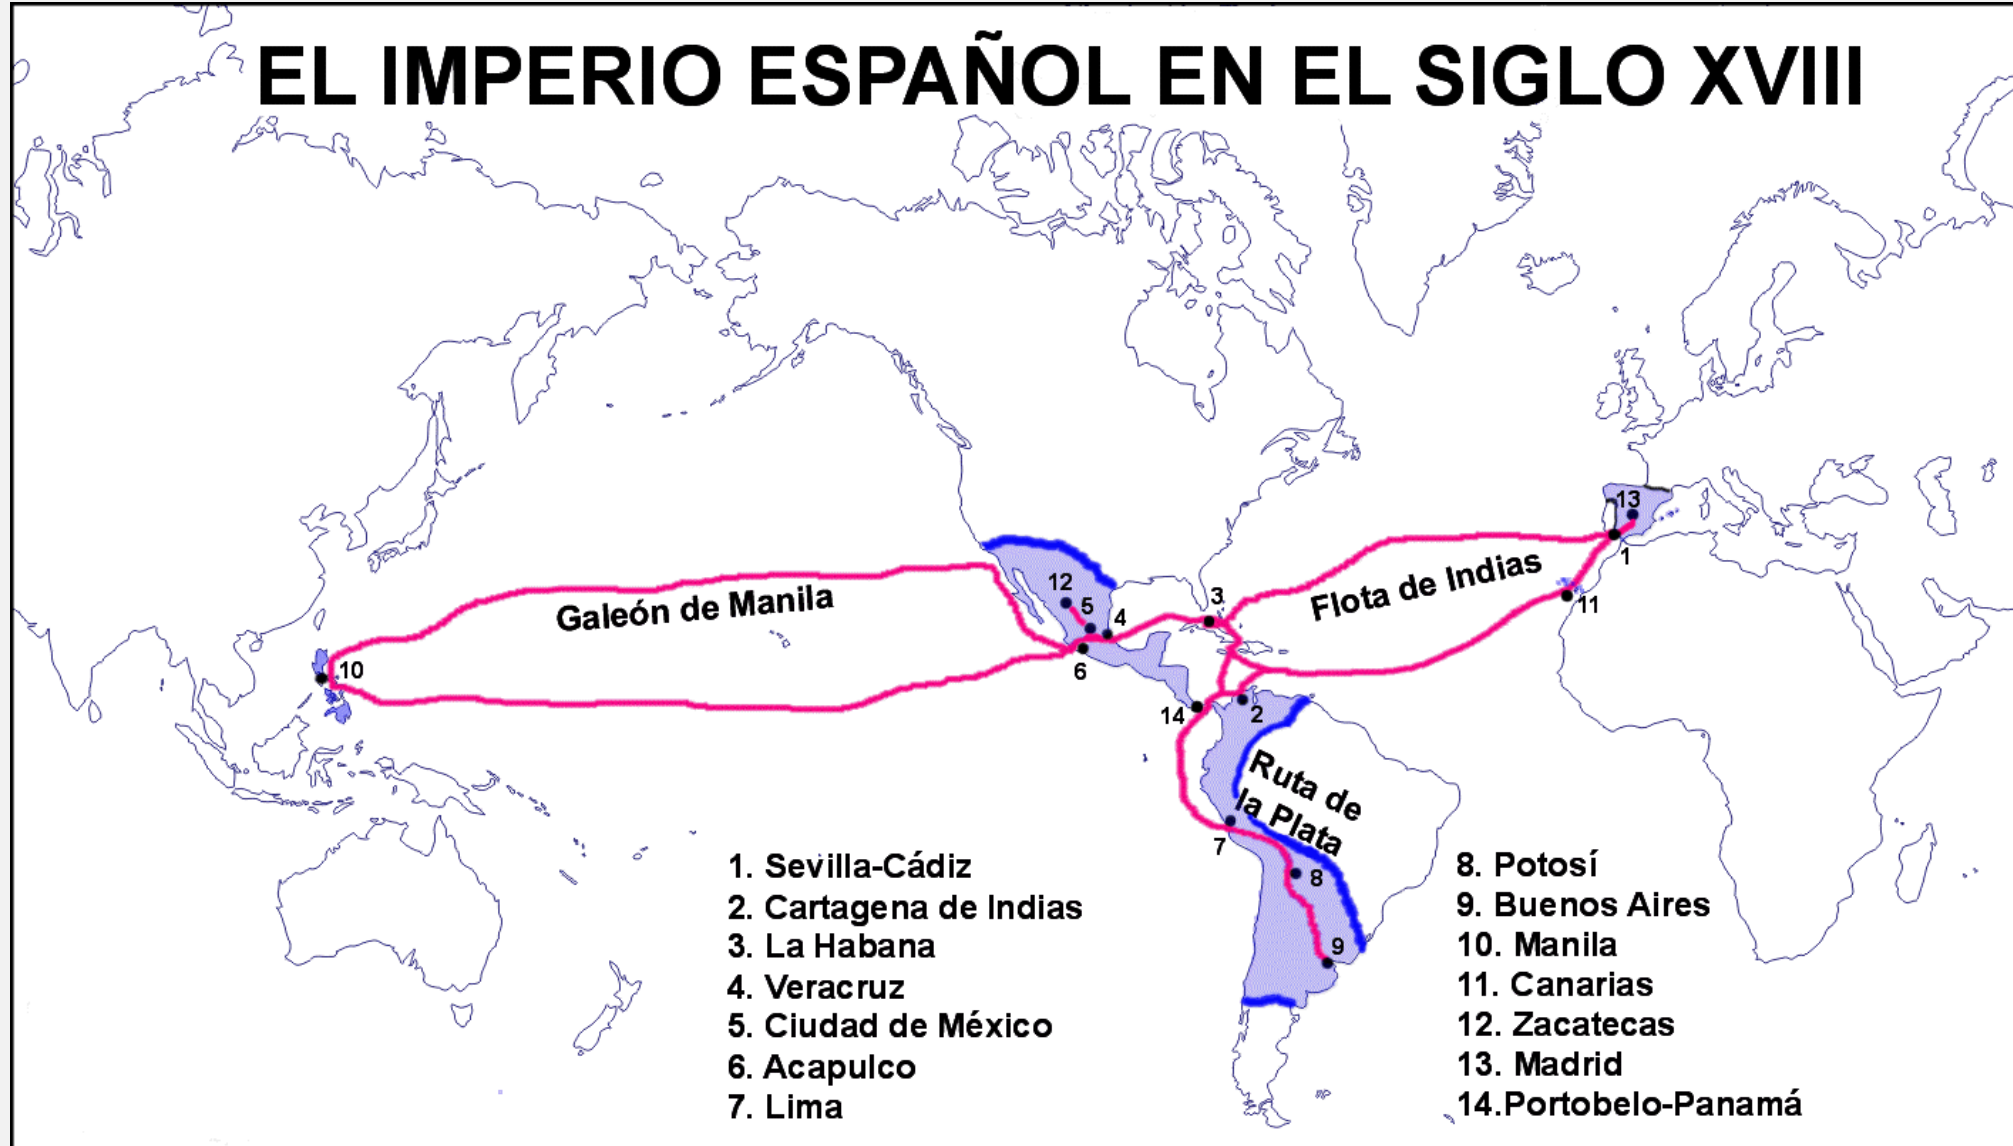 EL IMPERIO ESPAÑOL EN EL SIGLO XVIII
13
1
Flota de Indias
11
12
5
4
3
Galeón de Manila
10
6
14
2
Ruta de
la Plata
7
8
9
1. Sevilla-Cádiz
2. Cartagena de Indias
3. La Habana
4. Veracruz
5. Ciudad de México
6. Acapulco
7. Lima
8. Potosí
9. Buenos Aires
10. Manila
11. Canarias
12. Zacatecas
13. Madrid
14.Portobelo-Panamá